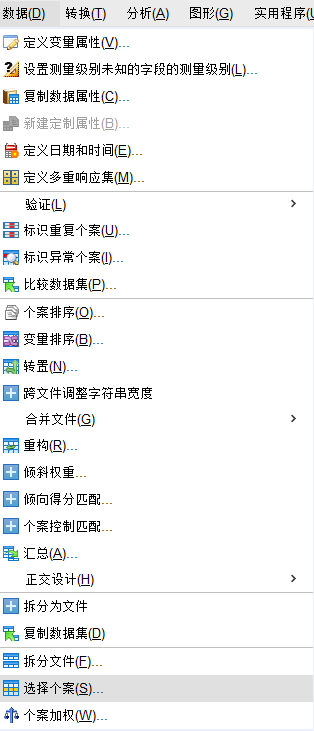 数据(D) 转换(T) 分析(A) 图形(G) 实用程序(
定义变量属性(V)...
设置测量级别未知的字段的测量级别(L)...
复制数据属性(C)...
新建定制属性(B)...
定义日期和时间(E)...
定义多重响应集(M)...
验证(L)
标识重复个案(U)...
标识异常个案(I)...
比较数据集(P)...
个案排序(O)...
变量排序(B)...
转置(N)...
跨文件调整字符串宽度
合并文件(G)
重构(R)...
倾斜权重...
倾向得分匹配...
个案控制匹配...
汇总(A)...
正交设计(H)
拆分为文件
复制数据集(D)
拆分文件(F)...
选择个案(S)...
个案加权(W)...